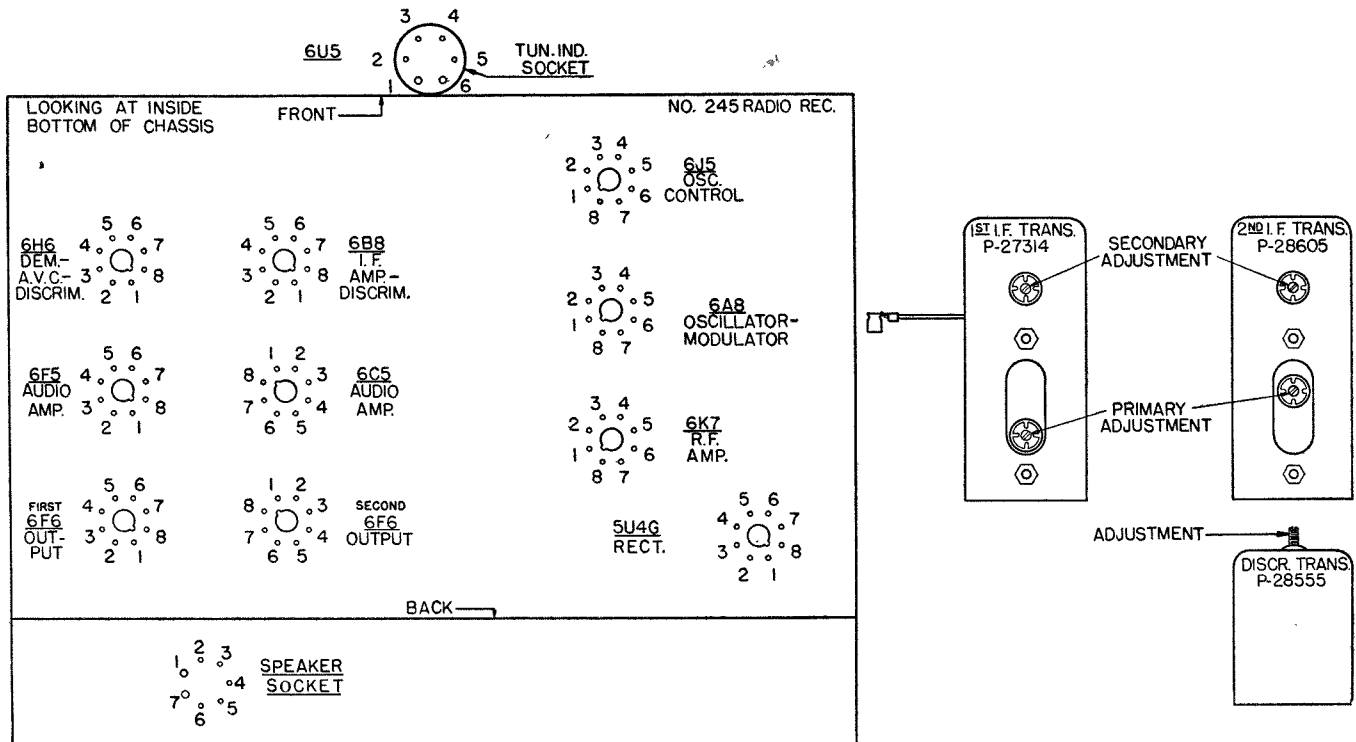 3 4
6U5
2 5
TUN. IND.
SOCKET
1 6
LOOKING AT INSIDE
BOTTOM OF CHASSIS
FRONT
NO. 245 RADIO REC.
3 4
2 5
1 6
8 7
6J5
OSC.
CONTROL
5 6
4 7
3 8
2 1
6H6
DEM.-
A.V.C.-
DISCRIM.
5 6
4 7
3 8
2 1
6B8
I.F.
AMP.-
DISCRIM.
3 4
2 5
1 6
8 7
6A8
OSCILLATOR-
MODULATOR
5 6
4 7
3 8
2 1
6F5
AUDIO
AMP.
1 2
8 3
7 4
6 5
6C5
AUDIO
AMP.
3 4
2 5
1 6
8 7
6K7
R.F.
AMP.
5 6
4 7
3 8
2 1
FIRST
6F6
OUT-
PUT
1 2
8 3
7 4
6 5
SECOND
6F6
OUTPUT
5 6
4 7
3 8
2 1
5U4G
RECT.
BACK
1 2 3
4
7 6 5
SPEAKER
SOCKET
1ST I.F. TRANS.
P-27314
SECONDARY
ADJUSTMENT
2ND I.F. TRANS.
P-28605
PRIMARY
ADJUSTMENT
ADJUSTMENT
DISCR. TRANS.
P-28555